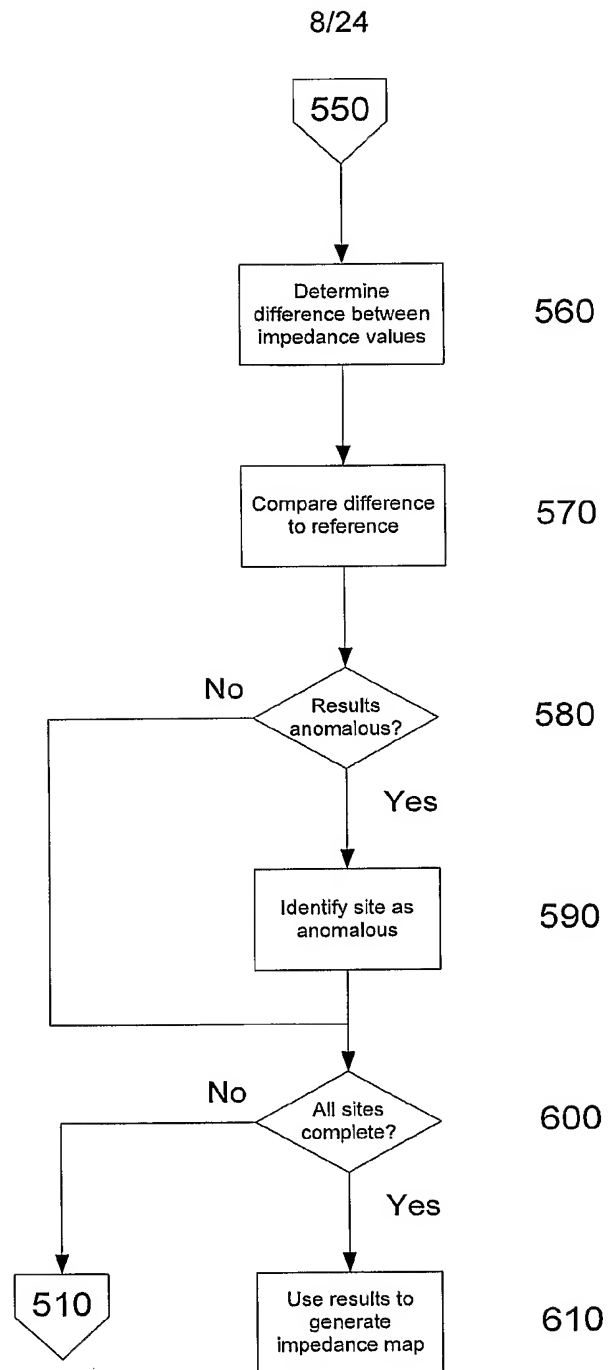 8/24
550
Determine
difference between
impedance values
560
Compare difference
to reference
570
No
Results
anomalous?
580
Yes
Identify site as
anomalous
590
No
All sites
complete?
600
Yes
510
Use results to
generate
impedance map
610